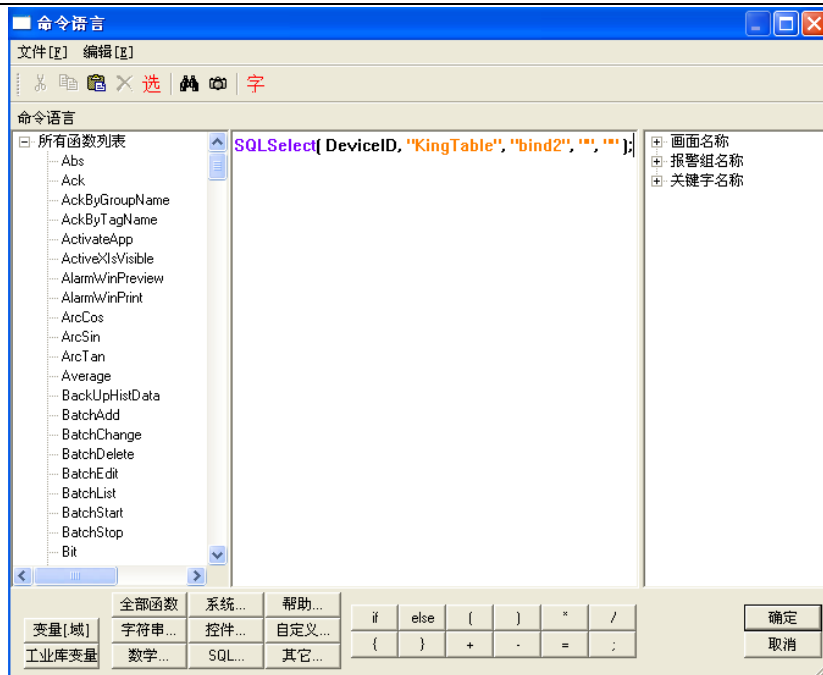 命令语言
文件[F] 编辑[E]
选 字
命令语言
所有函数列表
Abs
Ack
AckByGroupName
AckByTagName
ActivateApp
ActiveXIsVisible
AlarmWinPreview
AlarmWinPrint
ArcCos
ArcSin
ArcTan
Average
BackUpHistData
BatchAdd
BatchChange
BatchDelete
BatchEdit
BatchList
BatchStart
BatchStop
Bit
SQLSelect( DeviceID, "KingTable", "bind2", "", "" );
画面名称
报警组名称
关键字名称
全部函数 系统... 帮助...
变量[.域] 字符串... 控件... 自定义...
工业库变量 数学... SQL... 其它...
if else ( ) * /
{ } + - = ;
确定
取消